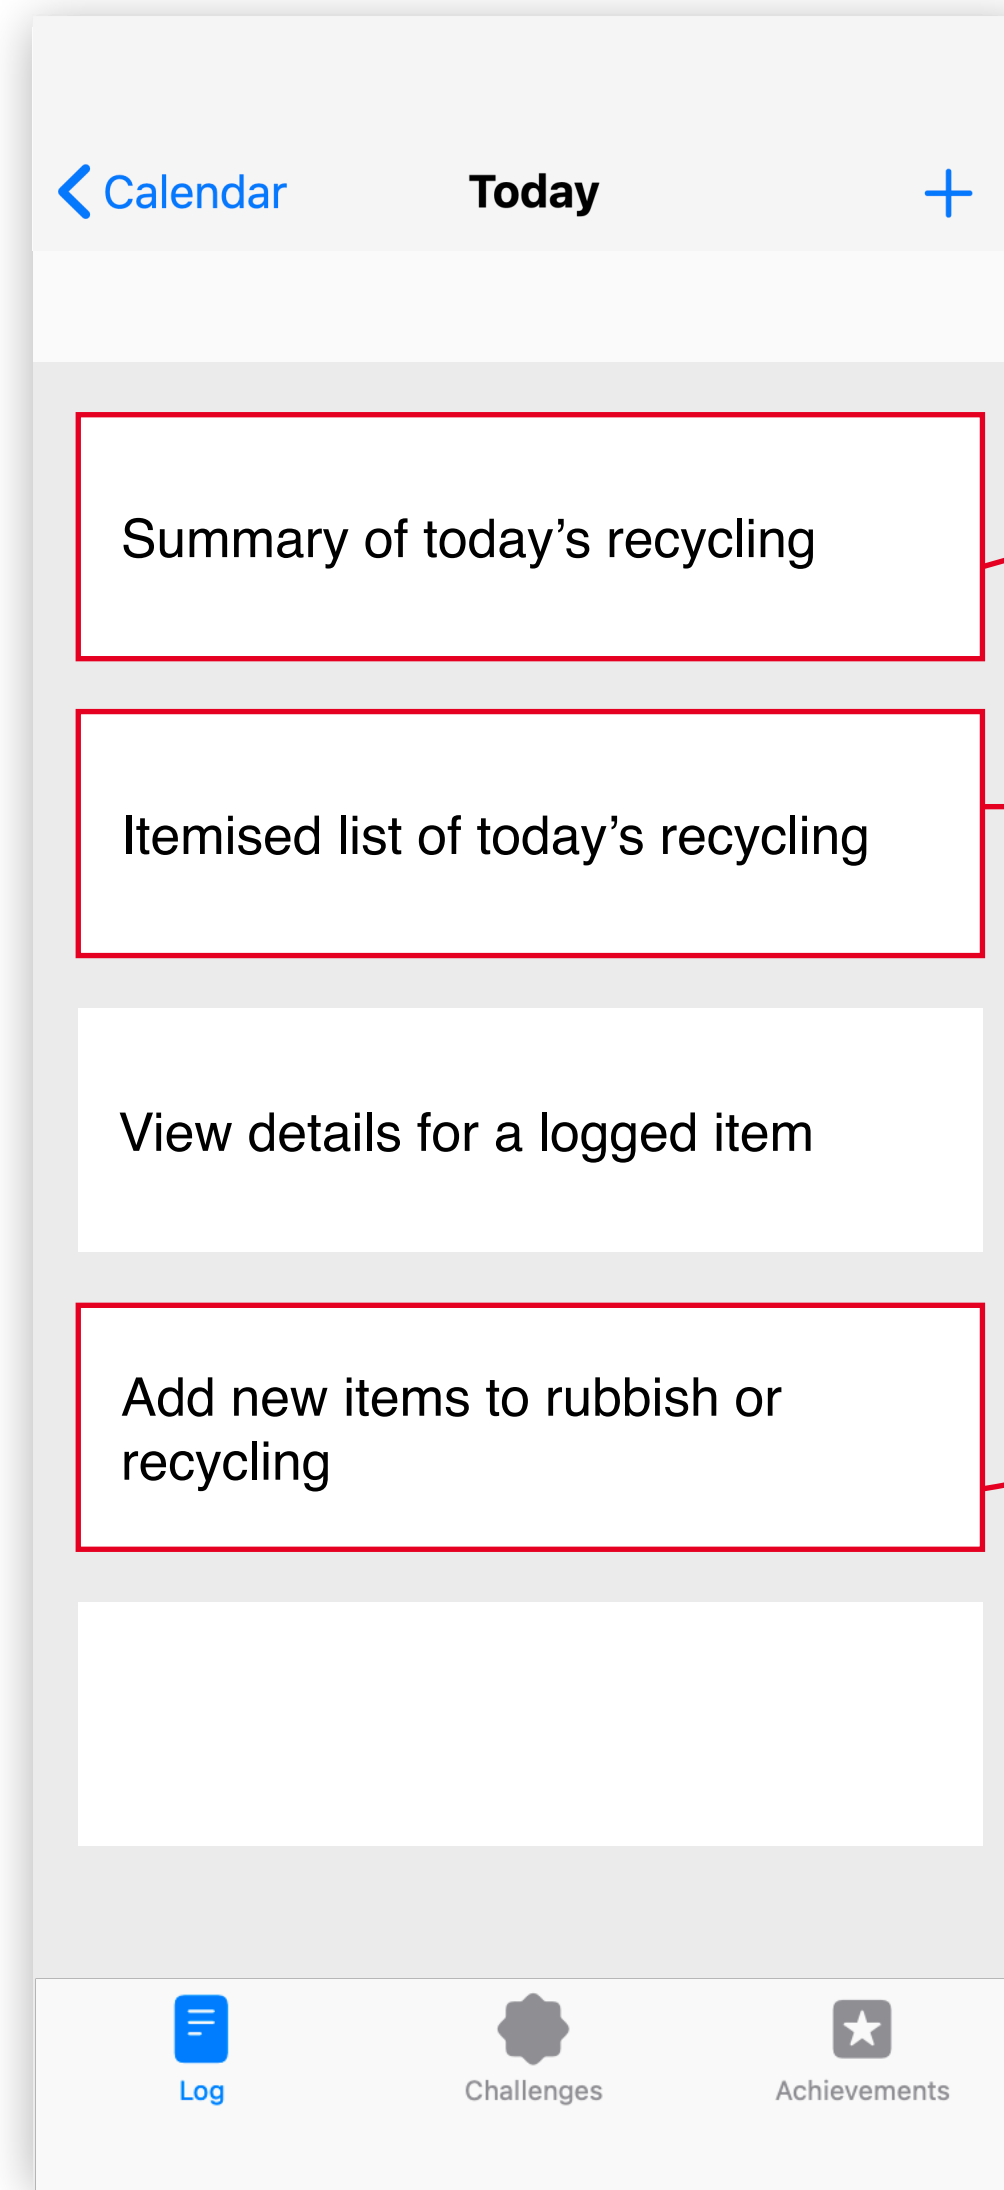 Calendar
Today
Summary of today’s recycling
Itemised list of today’s recycling
View details for a logged item
Add new items to rubbish or
recycling
Log
Challenges
Achievements